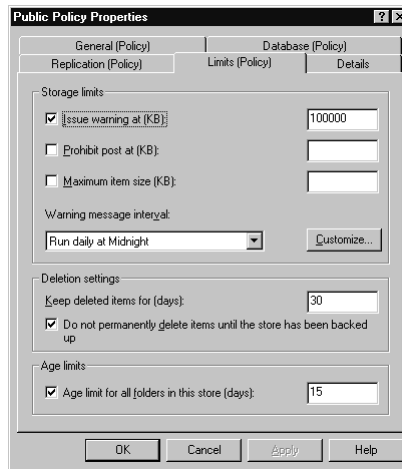 Public Policy Properties
General (Policy) Database (Policy)
Replication (Policy) Limits (Policy) Details
Storage limits
Issue warning at (KB): 100000
Prohibit post at (KB):
Maximum item size (KB):
Warning message interval:
Run daily at Midnight Customize...
Deletion settings
Keep deleted items for (days): 30
Do not permanently delete items until the store has been backed
up
Age limits
Age limit for all folders in this store (days): 15
OK Cancel Apply Help